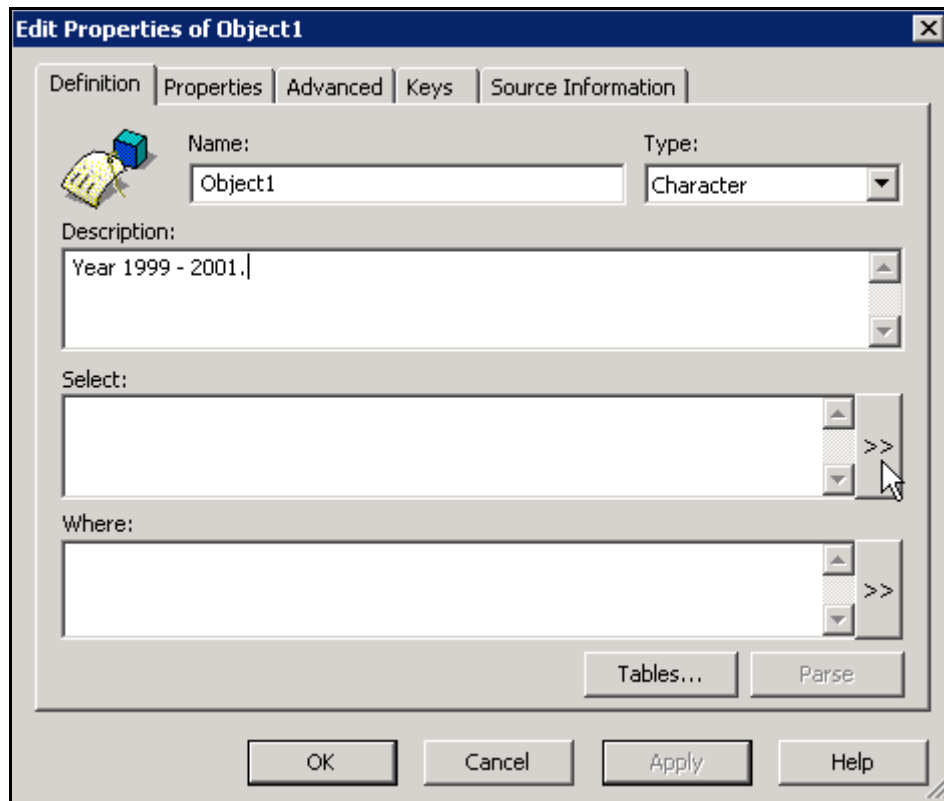 Edit Properties of Object1
Definition Properties Advanced Keys Source Information
Name: Type:
Object1 Character
Description:
Year 1999 - 2001.
Select:
>>
Where:
>>
Tables... Parse
OK Cancel Apply Help